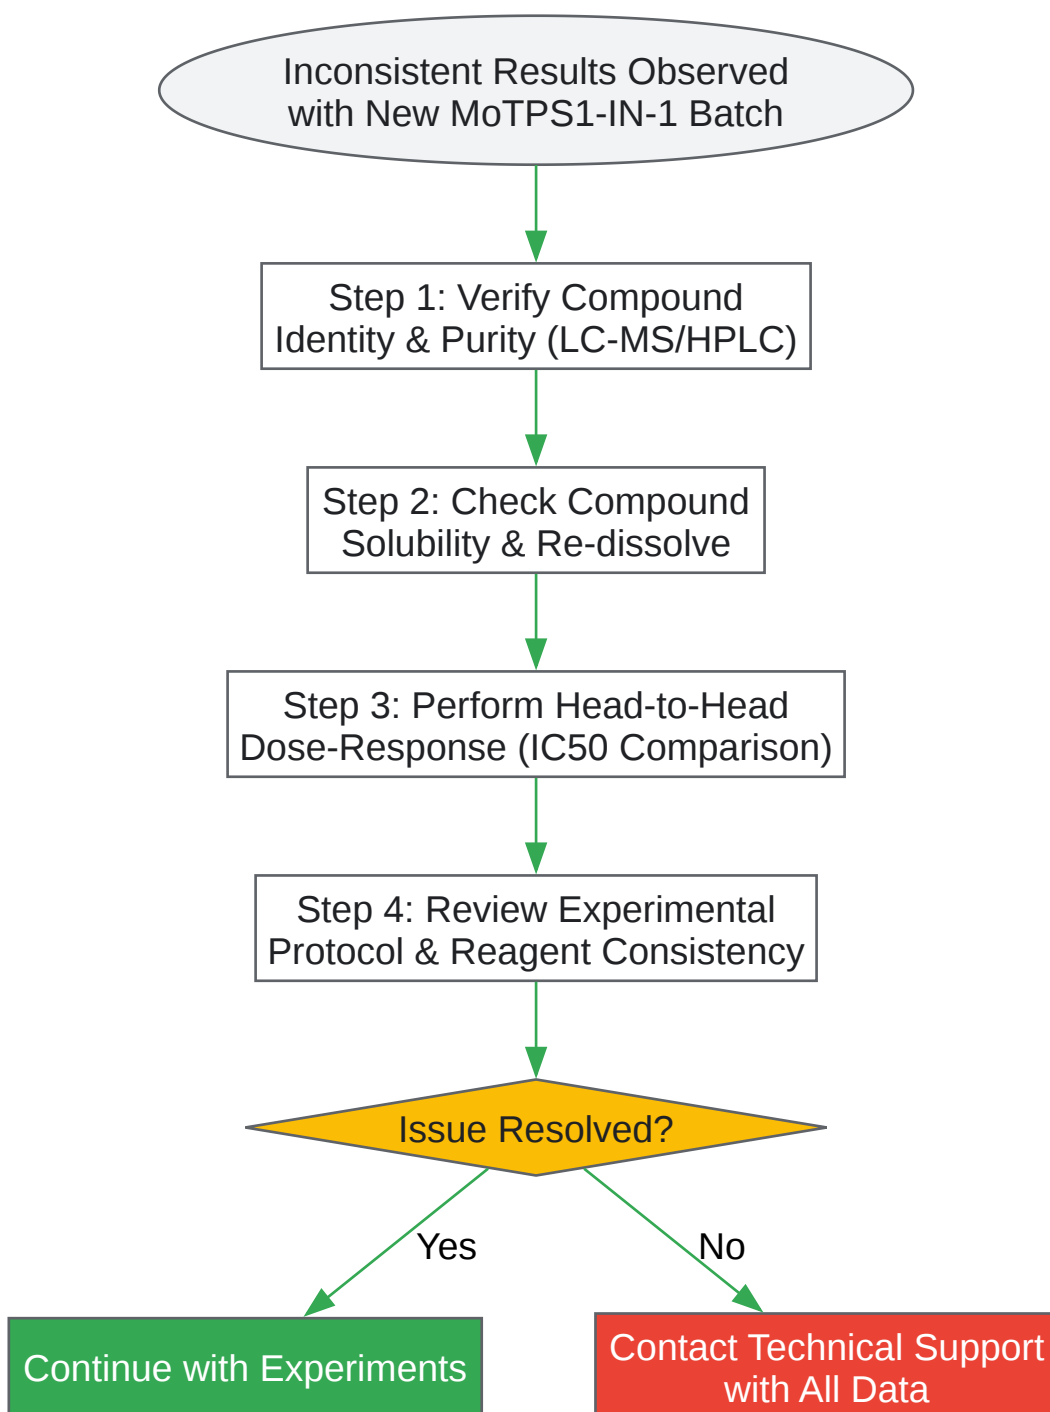 Inconsistent Results Observed
with New MoTPS1-IN-1 Batch
Step 1: Verify Compound
Identity & Purity (LC-MS/HPLC)
Step 2: Check Compound
Solubility & Re-dissolve
Step 3: Perform Head-to-Head
Dose-Response (IC50 Comparison)
Step 4: Review Experimental
Protocol & Reagent Consistency
Issue Resolved?
Yes
No
Continue with Experiments
Contact Technical Support
with All Data